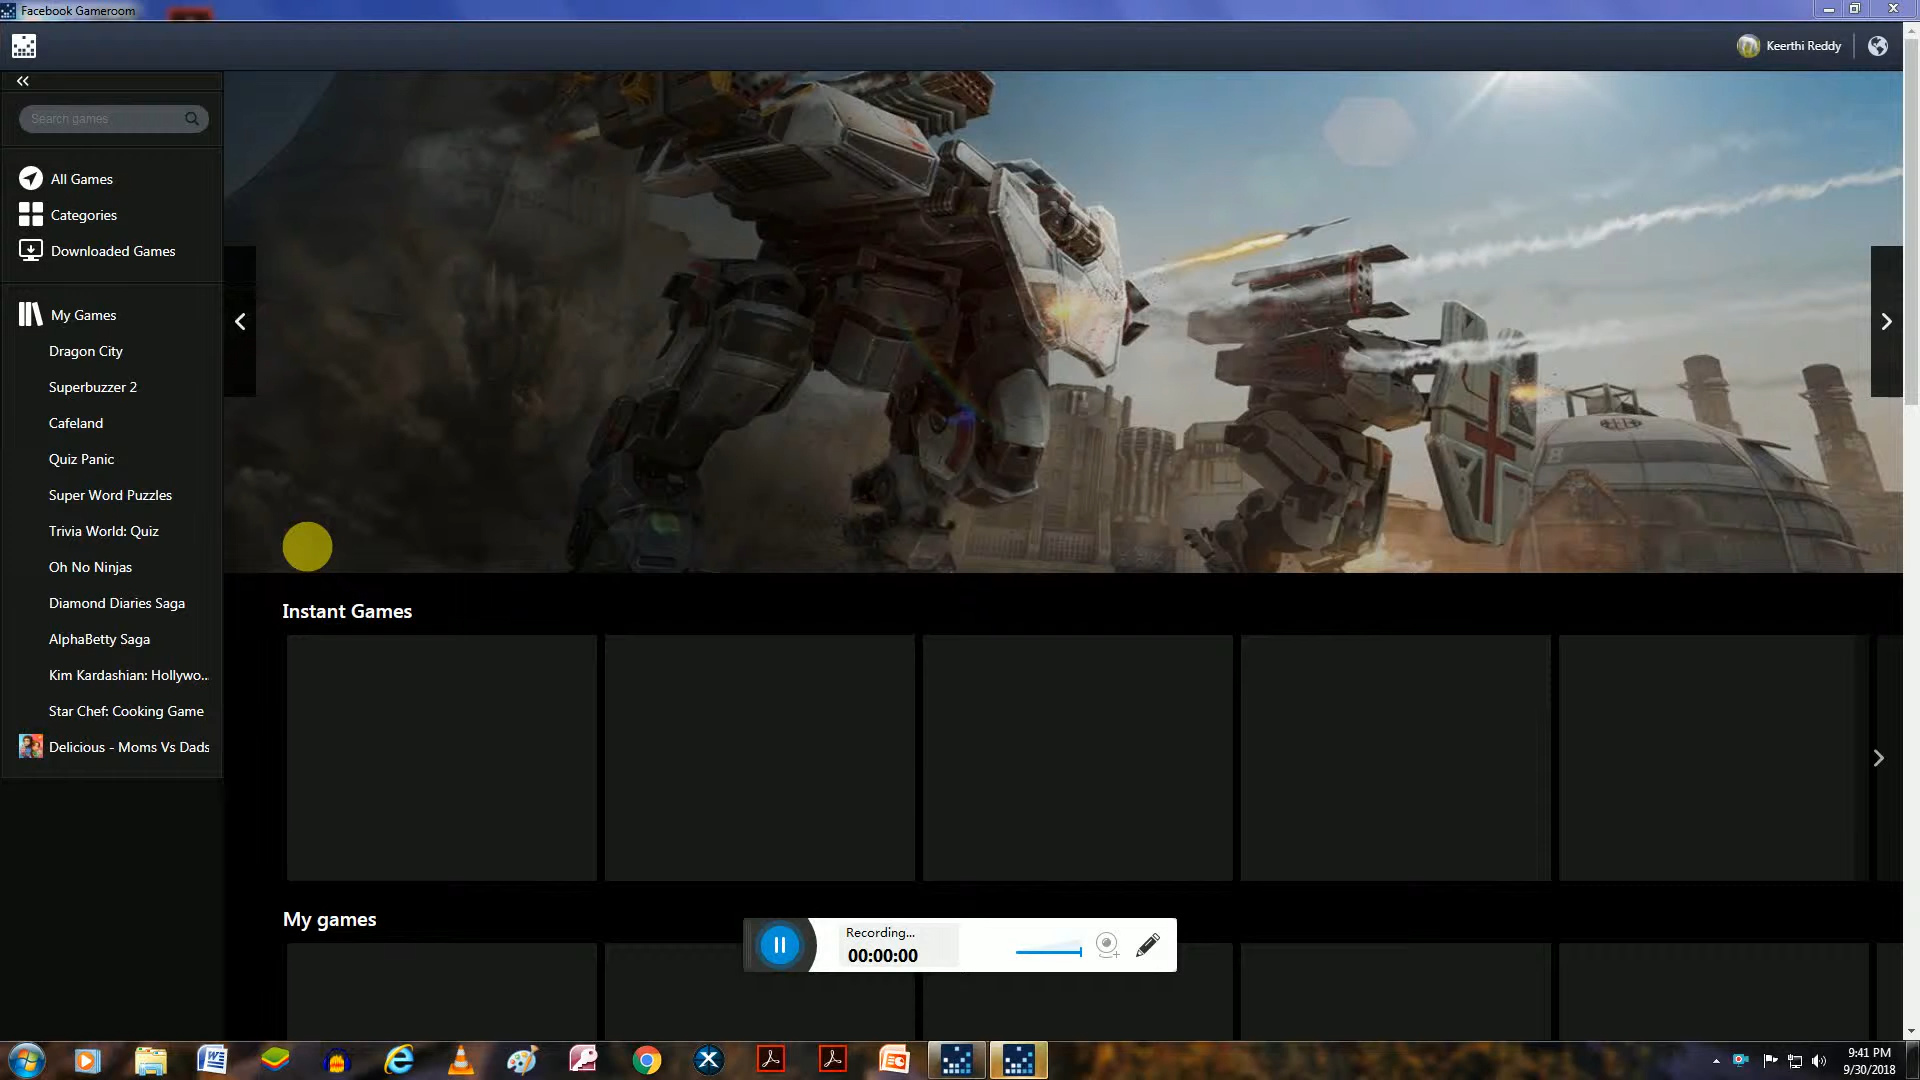 Facebook Gameroom
Keerthi Reddy
Search games
All Games
Categories
Downloaded Games
My Games
Dragon City
Superbuzzer 2
Cafeland
Quiz Panic
Super Word Puzzles
Trivia World: Quiz
Oh No Ninjas
Diamond Diaries Saga
AlphaBetty Saga
Kim Kardashian: Hollywo...
Star Chef: Cooking Game
Delicious - Moms Vs Dads
Instant Games
My games
Recording...
00:00:00
9:41 PM
9/30/2018